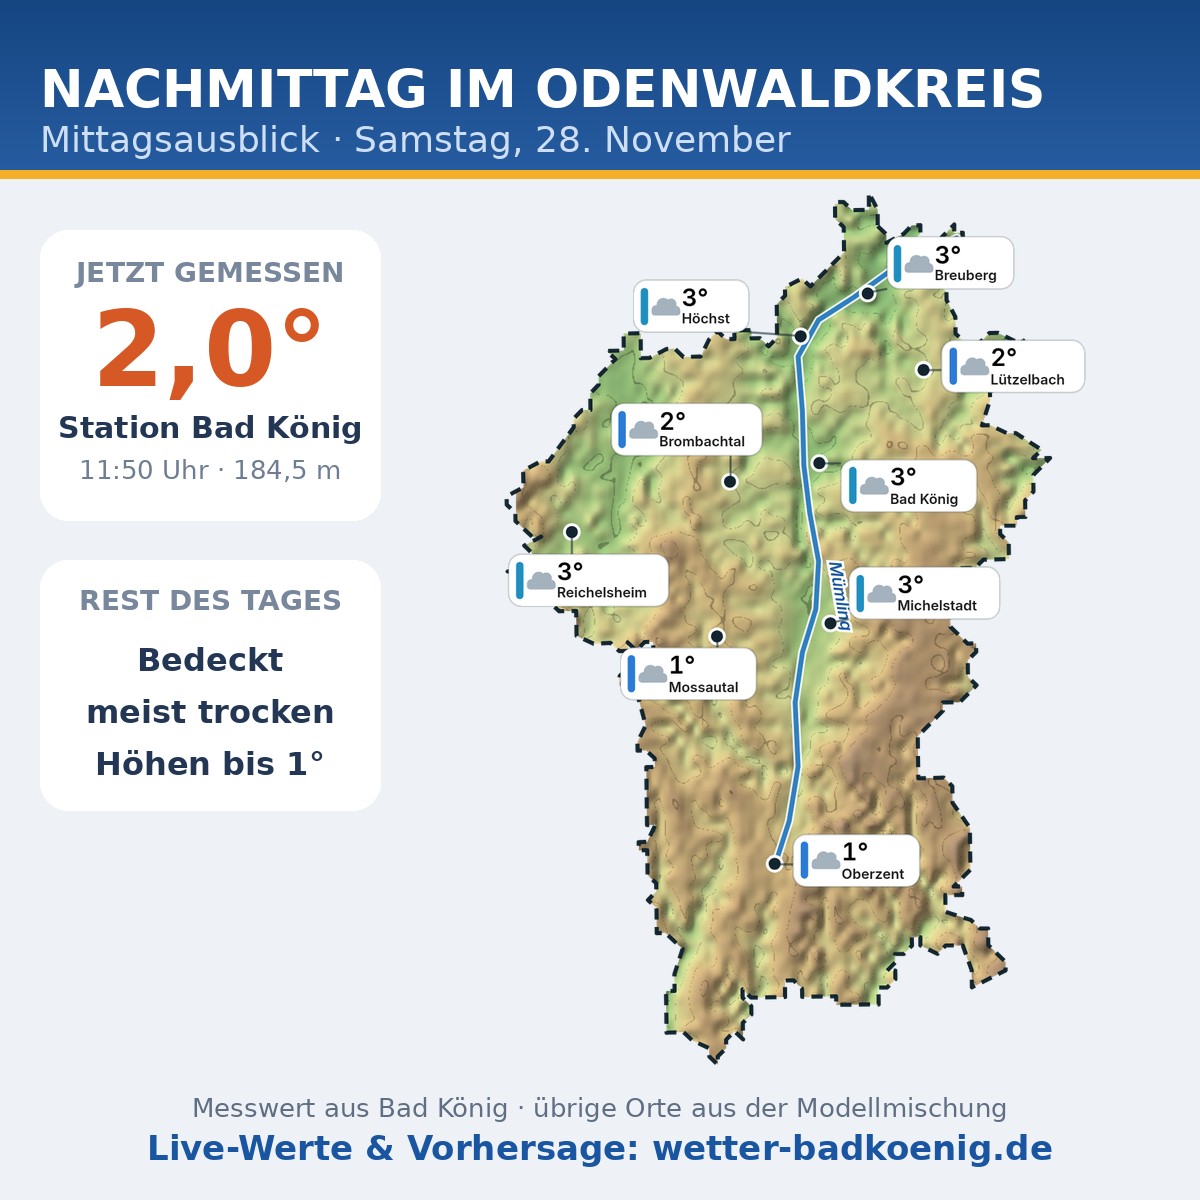 NACHMITTAG IM ODENWALDKREIS
Mittagsausblick · Samstag, 28. November
JETZT GEMESSEN
2,0°
Station Bad König
11:50 Uhr · 184,5 m
REST DES TAGES
Bedeckt
meist trocken
Höhen bis 1°
3°
Breuberg
3°
Höchst
2°
Lützelbach
2°
Brombachtal
3°
Bad König
3°
Reichelsheim
Mümling
3°
Michelstadt
1°
Mossautal
1°
Oberzent
Messwert aus Bad König · übrige Orte aus der Modellmischung
Live-Werte & Vorhersage: wetter-badkoenig.de